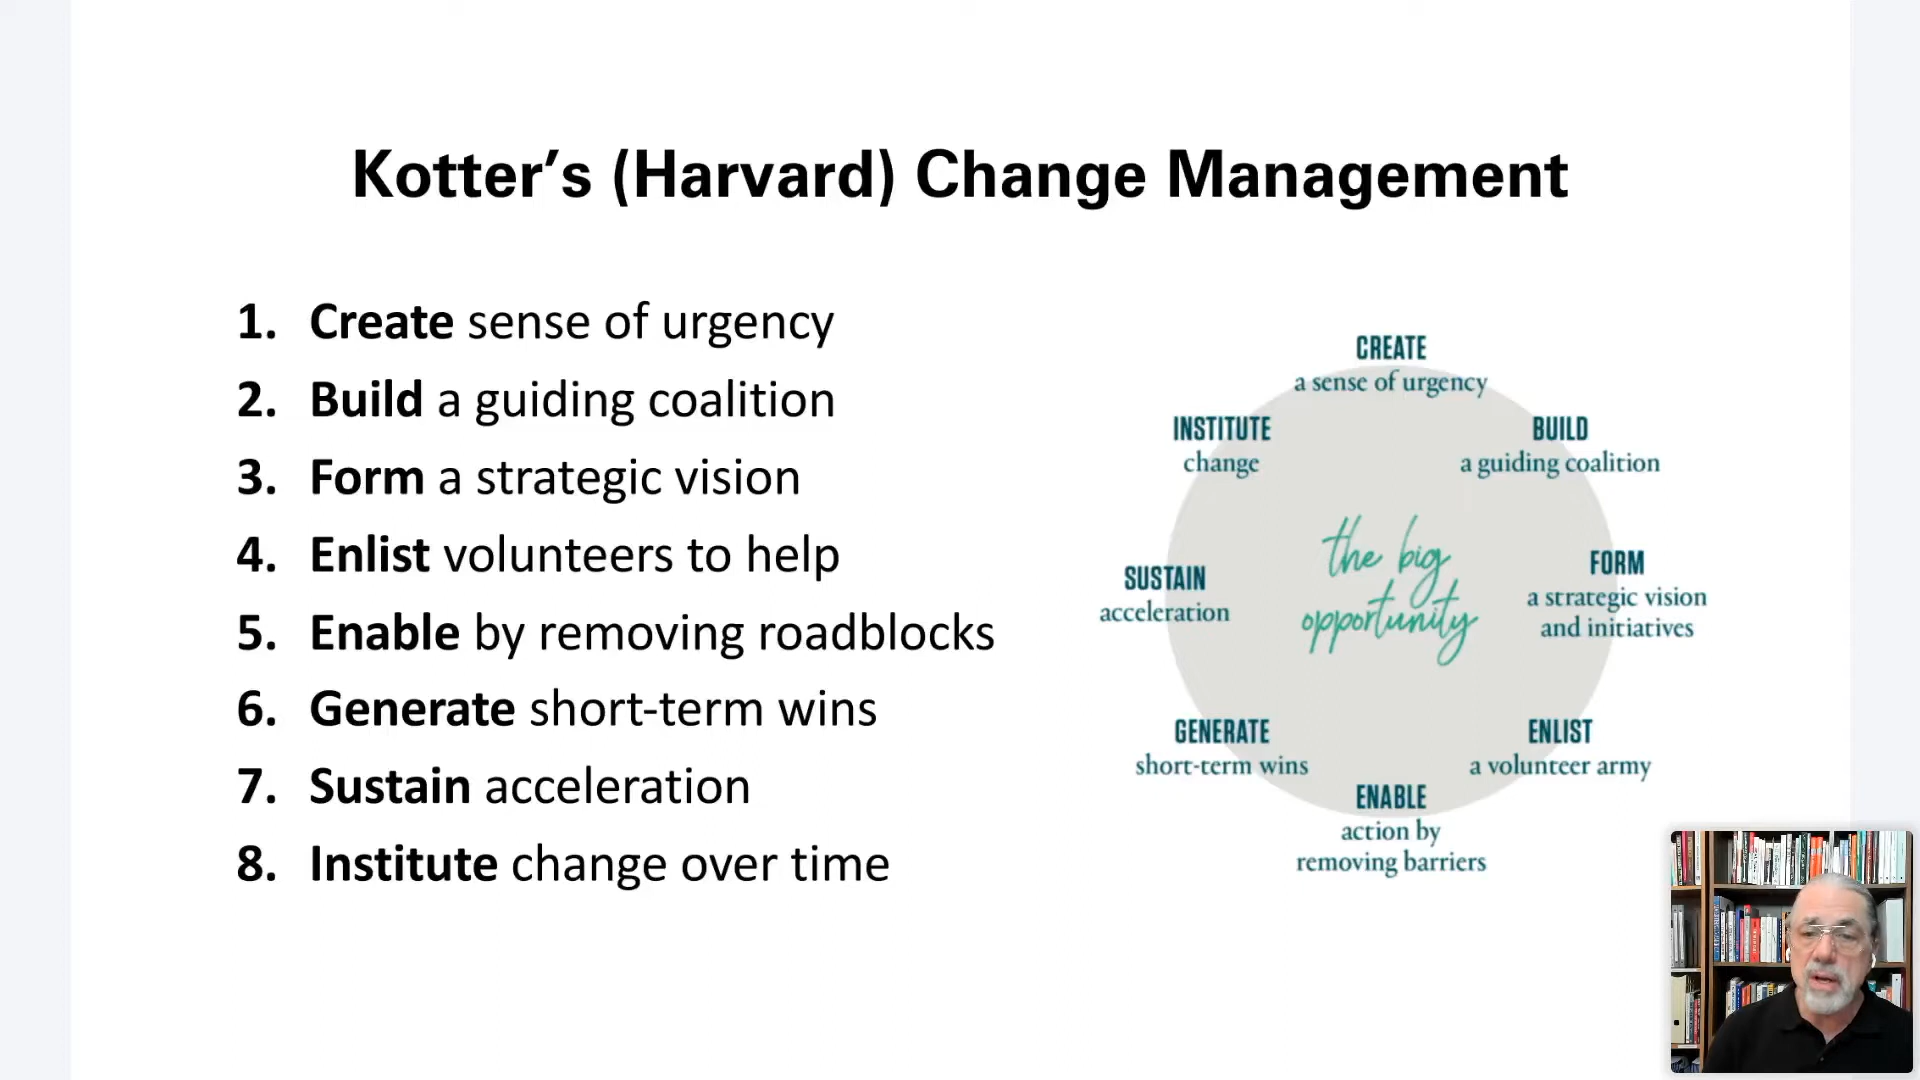 Kotter’s (Harvard) Change Management
1. Create sense of urgency
2. Build a guiding coalition
3. Form a strategic vision
4. Enlist volunteers to help
5. Enable by removing roadblocks
6. Generate short-term wins
7. Sustain acceleration
8. Institute change over time
CREATE
a sense of urgency
BUILD
a guiding coalition
FORM
a strategic vision
and initiatives
ENLIST
a volunteer army
ENABLE
action by
removing barriers
GENERATE
short-term wins
SUSTAIN
acceleration
INSTITUTE
change
the big
opportunity